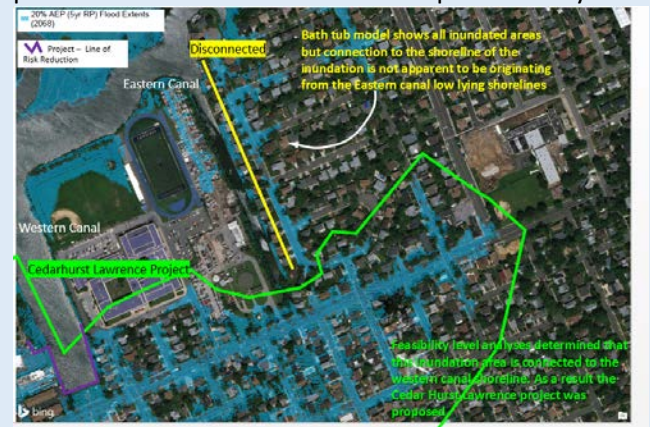 20% AEP (5yr RP) Flood Extents
(2068)
Project – Line of
Risk Reduction
Disconnected
Bath tub model shows all inundated areas
but connection to the shoreline of the
inundation is not apparent to be originating
from the Eastern canal low lying shorelines
Eastern Canal
Western Canal
Cedarhurst Lawrence Project
Feasibility level analyses determined that
this inundation area is connected to the
western canal shoreline. As a result the
Cedar Hurst Lawrence project was
proposed
bing